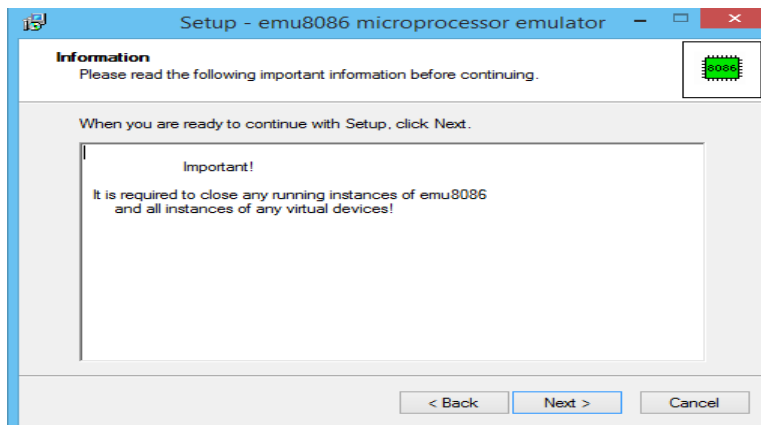 Setup - emu8086 microprocessor emulator
Information
Please read the following important information before continuing.
8086
When you are ready to continue with Setup, click Next.
Important!
It is required to close any running instances of emu8086
and all instances of any virtual devices!
< Back
Next >
Cancel